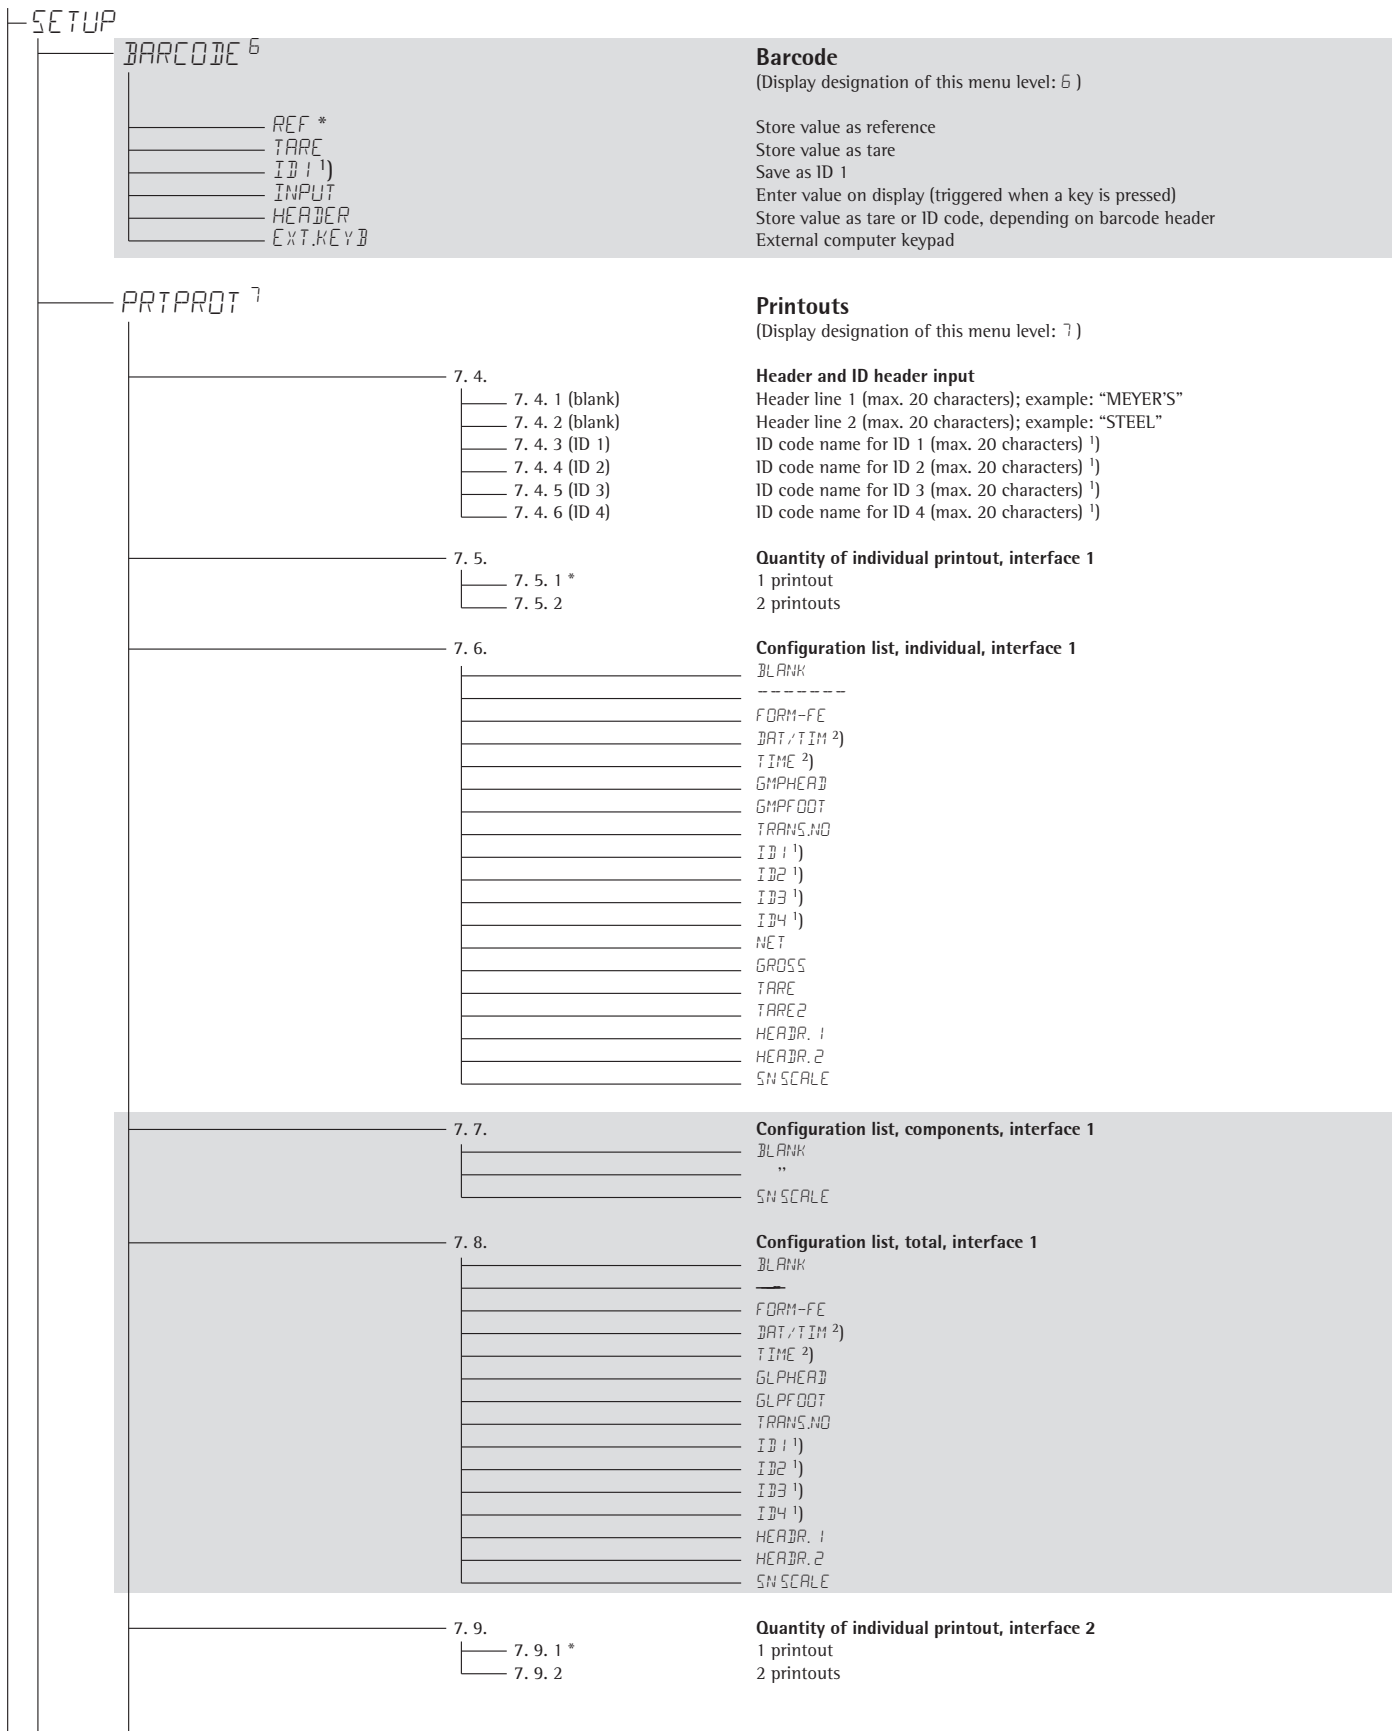 SETUP
BARCODE 6 Barcode
(Display designation of this menu level: 6 )
REF * Store value as reference
TARE Store value as tare
ID1 1) Save as ID 1
INPUT Enter value on display (triggered when a key is pressed)
HEADER Store value as tare or ID code, depending on barcode header
EXT.KEYB External computer keypad
PRTPROT 7 Printouts
(Display designation of this menu level: 7 )
7. 4. Header and ID header input
7. 4. 1 (blank) Header line 1 (max. 20 characters); example: “MEYER’S”
7. 4. 2 (blank) Header line 2 (max. 20 characters); example: “STEEL”
7. 4. 3 (ID 1) ID code name for ID 1 (max. 20 characters) 1)
7. 4. 4 (ID 2) ID code name for ID 2 (max. 20 characters) 1)
7. 4. 5 (ID 3) ID code name for ID 3 (max. 20 characters) 1)
7. 4. 6 (ID 4) ID code name for ID 4 (max. 20 characters) 1)
7. 5. Quantity of individual printout, interface 1
7. 5. 1 * 1 printout
7. 5. 2 2 printouts
7. 6. Configuration list, individual, interface 1
BLANK
-------
FORM-FE
DAT/TIM 2)
TIME 2)
GMPHEAD
GMPFOOT
TRANS.NO
ID1 1)
ID2 1)
ID3 1)
ID4 1)
NET
GROSS
TARE
TARE2
HEADR. 1
HEADR.2
SN SCALE
7. 7. Configuration list, components, interface 1
BLANK
”
SN SCALE
7. 8. Configuration list, total, interface 1
BLANK
—
FORM-FE
DAT/TIM 2)
TIME 2)
GLPHEAD
GLPFOOT
TRANS.NO
ID1 1)
ID2 1)
ID3 1)
ID4 1)
HEADR. 1
HEADR.2
SN SCALE
7. 9. Quantity of individual printout, interface 2
7. 9. 1 * 1 printout
7. 9. 2 2 printouts